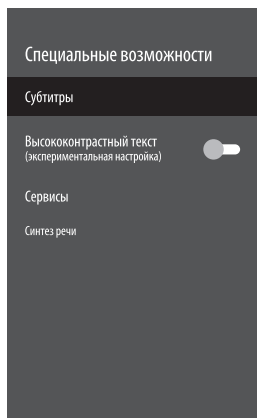 Специальные возможности
Субтитры
Высококонтрастный текст
(экспериментальная настройка)
Сервисы
Синтез речи